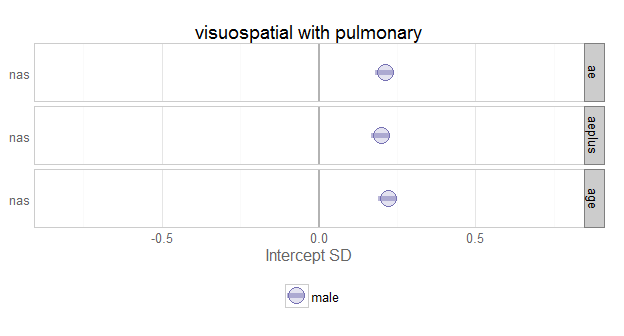 visuospatial with pulmonary
nas
ae
nas
aeplus
nas
age
-0.5 0.0 0.5
Intercept SD
male